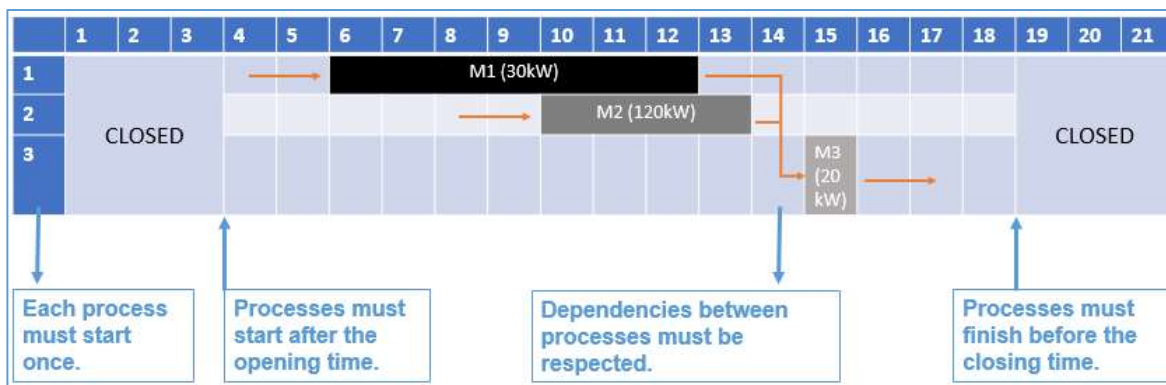 1 2 3 4 5 6 7 8 9 10 11 12 13 14 15 16 17 18 19 20 21
1 M1 (30kW)
2 M2 (120kW)
CLOSED CLOSED
3 M3
(20
kW)
Each process
must start
once.
Processes must
start after the
opening time.
Dependencies between
processes must be
respected.
Processes must
finish before the
closing time.